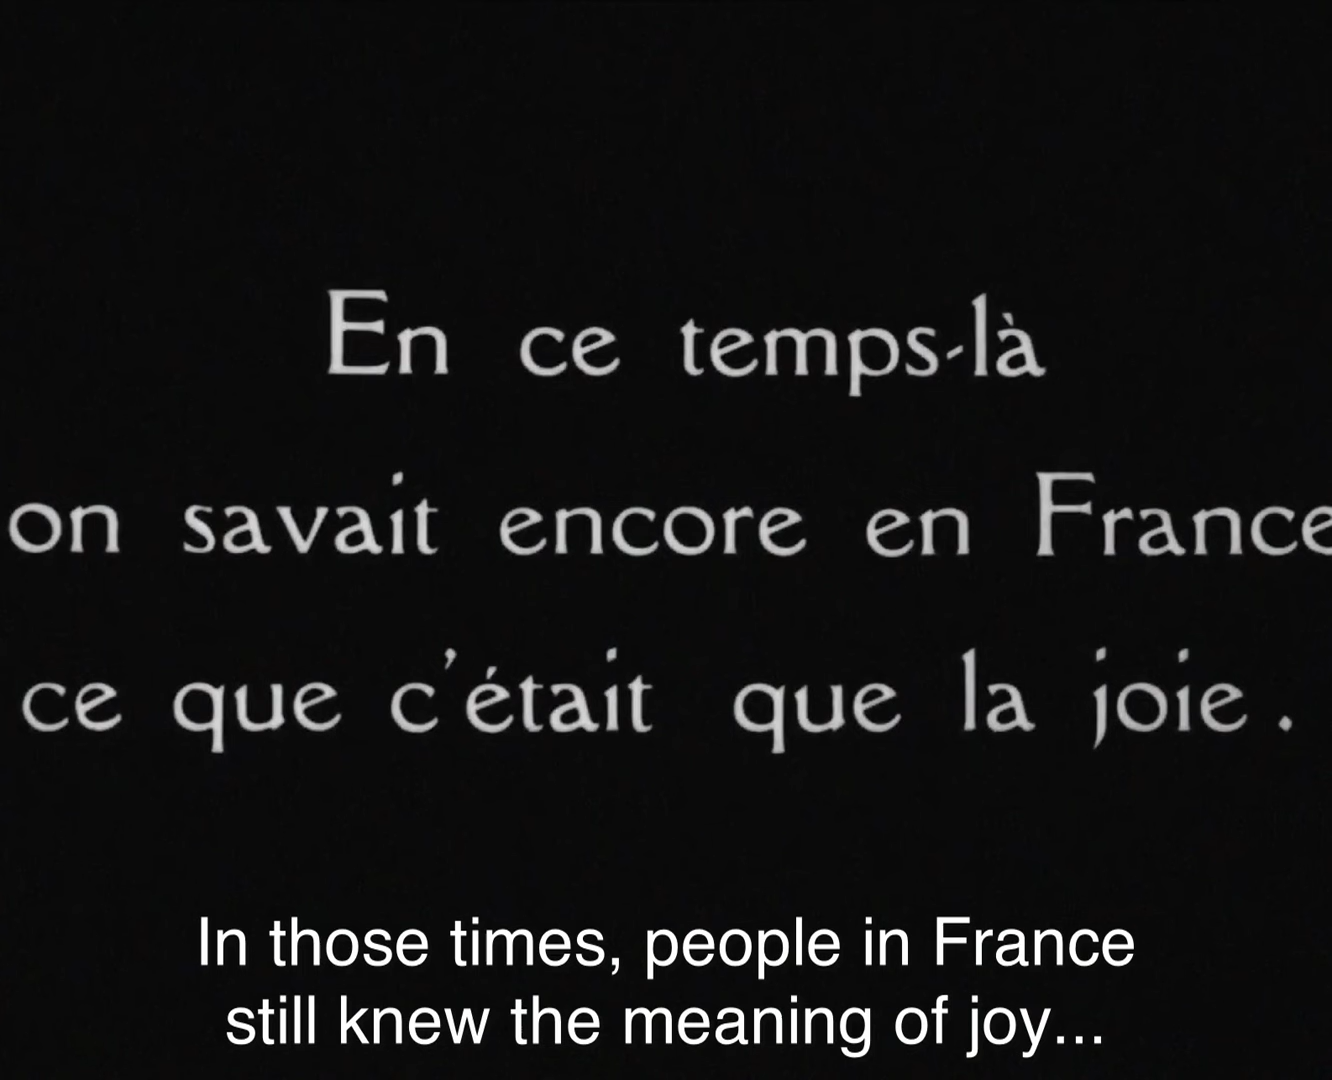 En ce temps-là
on savait encore en France
ce que c'était que la joie.
In those times, people in France
still knew the meaning of joy...